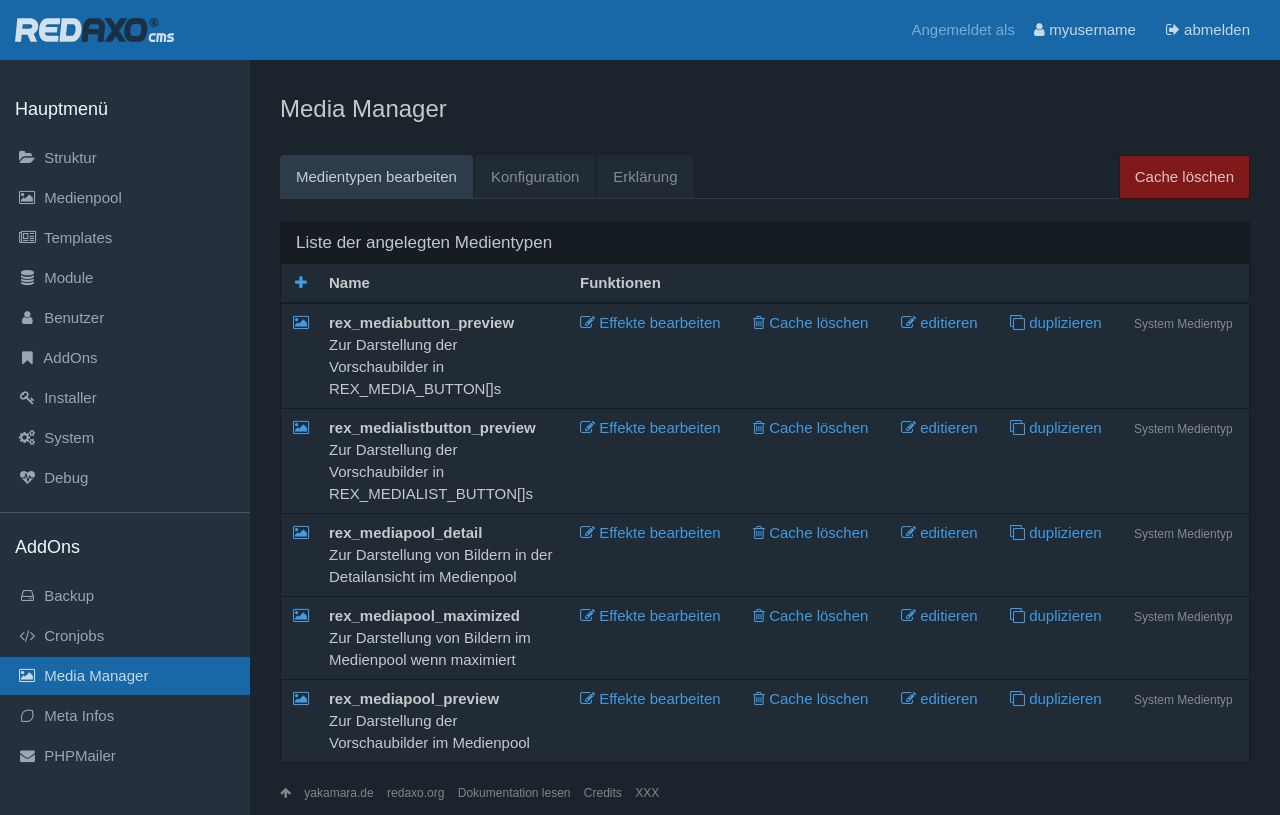 REDAXO® cms
Angemeldet als myusername abmelden
Hauptmenü
Struktur
Medienpool
Templates
Module
Benutzer
AddOns
Installer
System
Debug
AddOns
Backup
Cronjobs
Media Manager
Meta Infos
PHPMailer
Media Manager
Medientypen bearbeiten Konfiguration Erklärung Cache löschen
Liste der angelegten Medientypen
Name Funktionen
rex_mediabutton_preview Effekte bearbeiten Cache löschen editieren duplizieren System Medientyp
Zur Darstellung der
Vorschaubilder in
REX_MEDIA_BUTTON[]s
rex_medialistbutton_preview Effekte bearbeiten Cache löschen editieren duplizieren System Medientyp
Zur Darstellung der
Vorschaubilder in
REX_MEDIALIST_BUTTON[]s
rex_mediapool_detail Effekte bearbeiten Cache löschen editieren duplizieren System Medientyp
Zur Darstellung von Bildern in der
Detailansicht im Medienpool
rex_mediapool_maximized Effekte bearbeiten Cache löschen editieren duplizieren System Medientyp
Zur Darstellung von Bildern im
Medienpool wenn maximiert
rex_mediapool_preview Effekte bearbeiten Cache löschen editieren duplizieren System Medientyp
Zur Darstellung der
Vorschaubilder im Medienpool
yakamara.de redaxo.org Dokumentation lesen Credits XXX